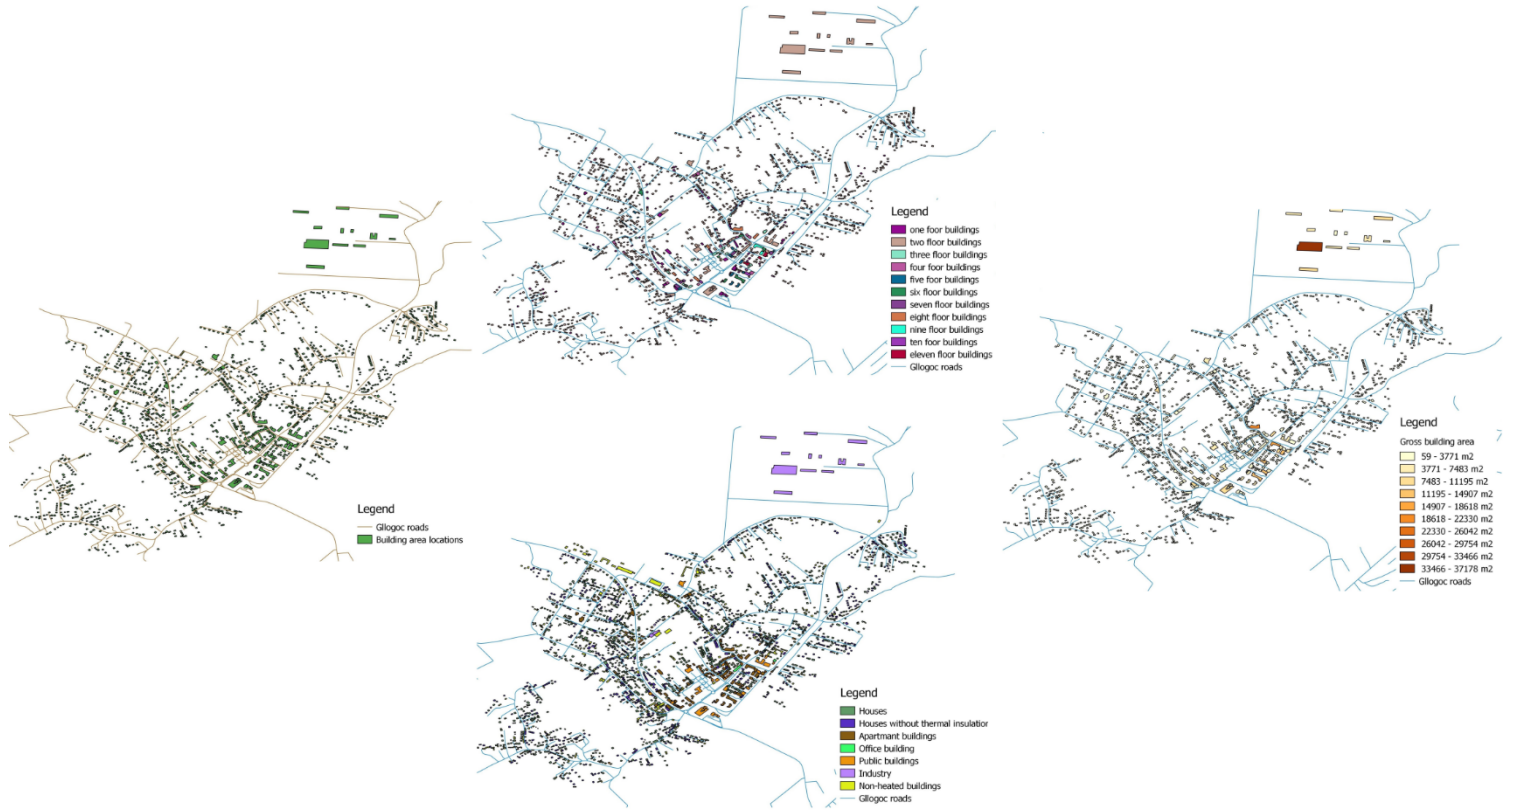 Legend
Gllogoc roads
Building area locations
Legend
one foor buildings
two floor buildings
three floor buildings
four foor buildings
five foor buildings
six floor buildings
seven floor buildings
eight floor buildings
nine floor buildings
ten foor buildings
eleven floor buildings
Gllogoc roads
Legend
Houses
Houses without thermal insulation
Apartmant buildings
Office building
Public buildings
Industry
Non-heated buildings
Gllogoc roads
Legend
Gross building area
59 - 3771 m2
3771 - 7483 m2
7483 - 11195 m2
11195 - 14907 m2
14907 - 18618 m2
18618 - 22330 m2
22330 - 26042 m2
26042 - 29754 m2
29754 - 33466 m2
33466 - 37178 m2
Gllogoc roads